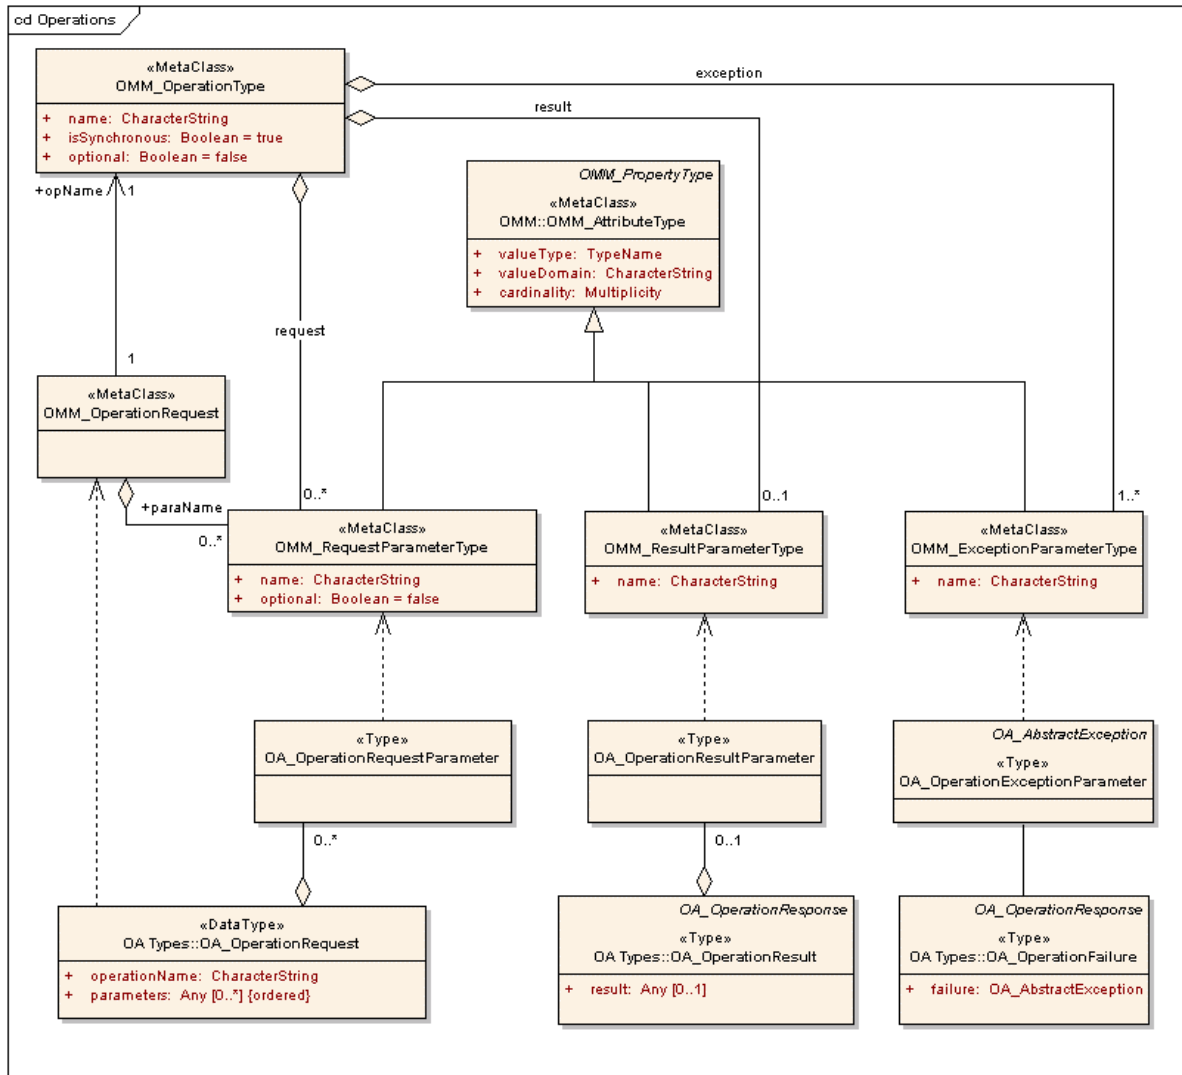 cd Operations
«MetaClass»
OMM_OperationType
+ name: CharacterString
+ isSynchronous: Boolean = true
+ optional: Boolean = false
exception
result
+opName
1
OMM_PropertyType
«MetaClass»
OMM::OMM_AttributeType
+ valueType: TypeName
+ valueDomain: CharacterString
+ cardinality: Multiplicity
request
1
«MetaClass»
OMM_OperationRequest
+paraName
0..*
0..*
0..1
1..*
«MetaClass»
OMM_RequestParameterType
+ name: CharacterString
+ optional: Boolean = false
«MetaClass»
OMM_ResultParameterType
+ name: CharacterString
«MetaClass»
OMM_ExceptionParameterType
+ name: CharacterString
«Type»
OA_OperationRequestParameter
«Type»
OA_OperationResultParameter
OA_AbstractException
«Type»
OA_OperationExceptionParameter
0..*
0..1
«DataType»
OA Types::OA_OperationRequest
+ operationName: CharacterString
+ parameters: Any [0..*] {ordered}
OA_OperationResponse
«Type»
OA Types::OA_OperationResult
+ result: Any [0..1]
OA_OperationResponse
«Type»
OA Types::OA_OperationFailure
+ failure: OA_AbstractException